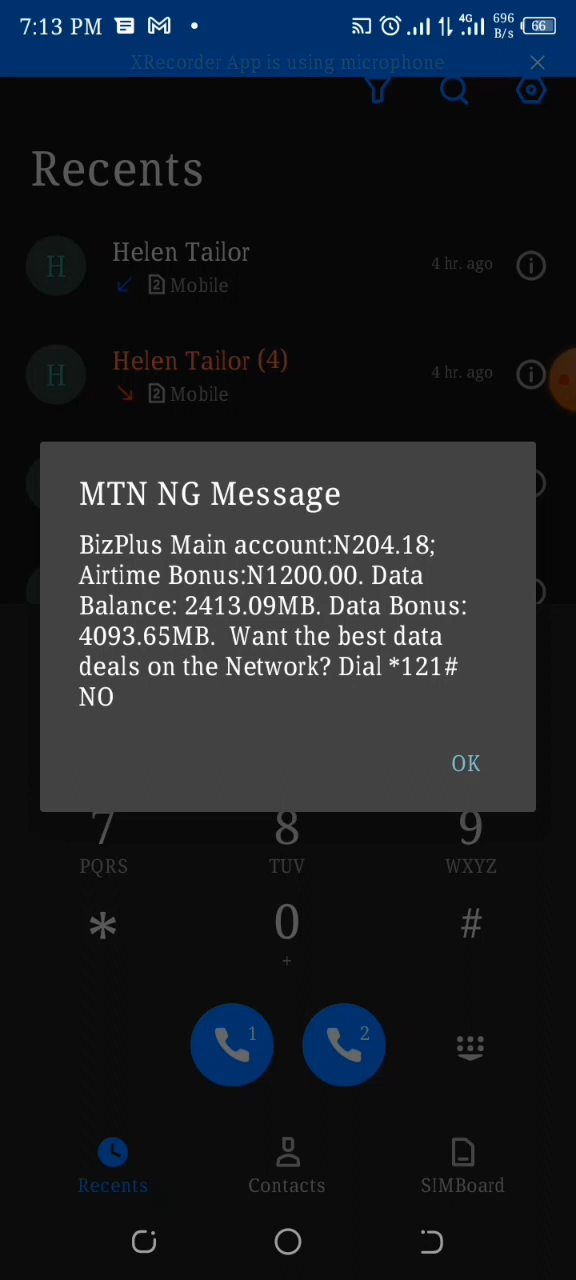 7:13 PM
4G
696
B/s
66
XRecorder App is using microphone
Recents
H
Helen Tailor
4 hr. ago
2 Mobile
H
Helen Tailor (4)
4 hr. ago
2 Mobile
MTN NG Message
BizPlus Main account:N204.18;
Airtime Bonus:N1200.00. Data
Balance: 2413.09MB. Data Bonus:
4093.65MB. Want the best data
deals on the Network? Dial *121#
NO
OK
7 8 9
PQRS TUV WXYZ
* 0 #
+
1 2
Recents Contacts SIMBoard